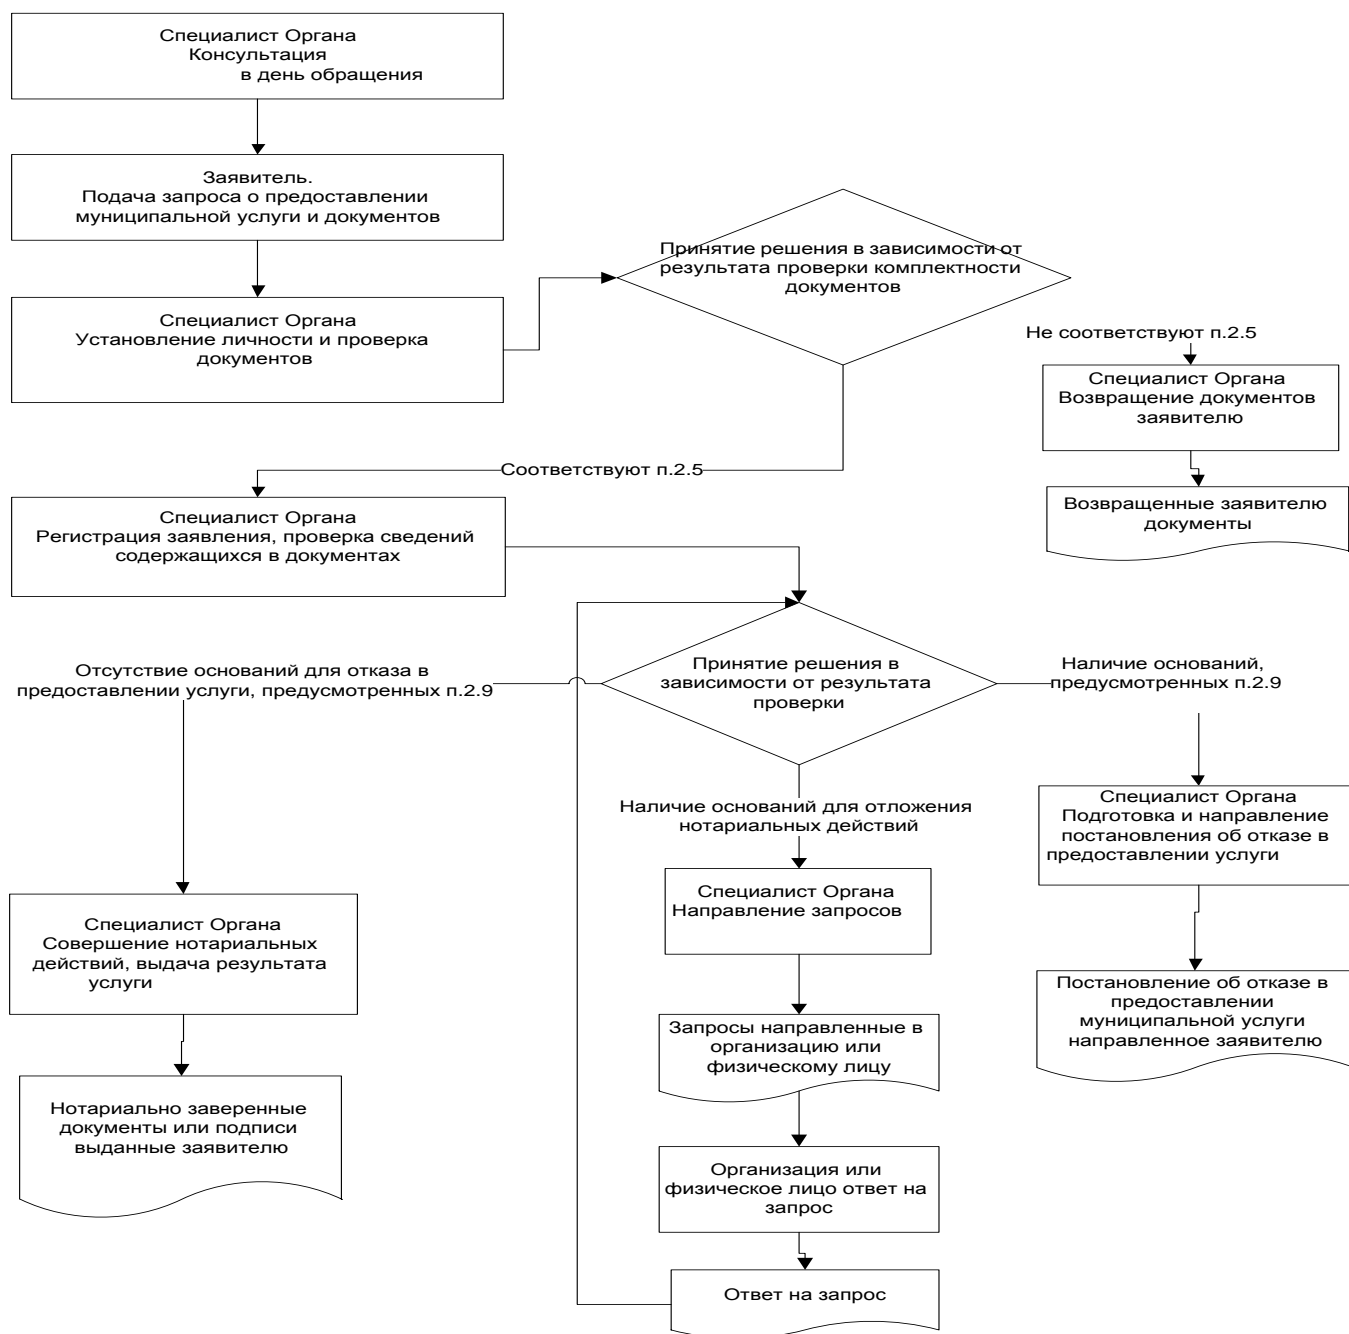 Специалист Органа
Консультация
в день обращения
Заявитель.
Подача запроса о предоставлении
муниципальной услуги и документов
Специалист Органа
Установление личности и проверка
документов
Принятие решения в зависимости от
результата проверки комплектности
документов
Не соответствуют п.2.5
Специалист Органа
Возвращение документов
заявителю
Возвращенные заявителю
документы
Соответствуют п.2.5
Специалист Органа
Регистрация заявления, проверка сведений
содержащихся в документах
Отсутствие оснований для отказа в
предоставлении услуги, предусмотренных п.2.9
Принятие решения в
зависимости от результата
проверки
Наличие оснований,
предусмотренных п.2.9
Наличие оснований для отложения
нотариальных действий
Специалист Органа
Подготовка и направление
постановления об отказе в
предоставлении услуги
Специалист Органа
Направление запросов
Специалист Органа
Совершение нотариальных
действий, выдача результата
услуги
Постановление об отказе в
предоставлении
муниципальной услуги
направленное заявителю
Запросы направленные в
организацию или
физическому лицу
Нотариально заверенные
документы или подписи
выданные заявителю
Организация или
физическое лицо ответ на
запрос
Ответ на запрос